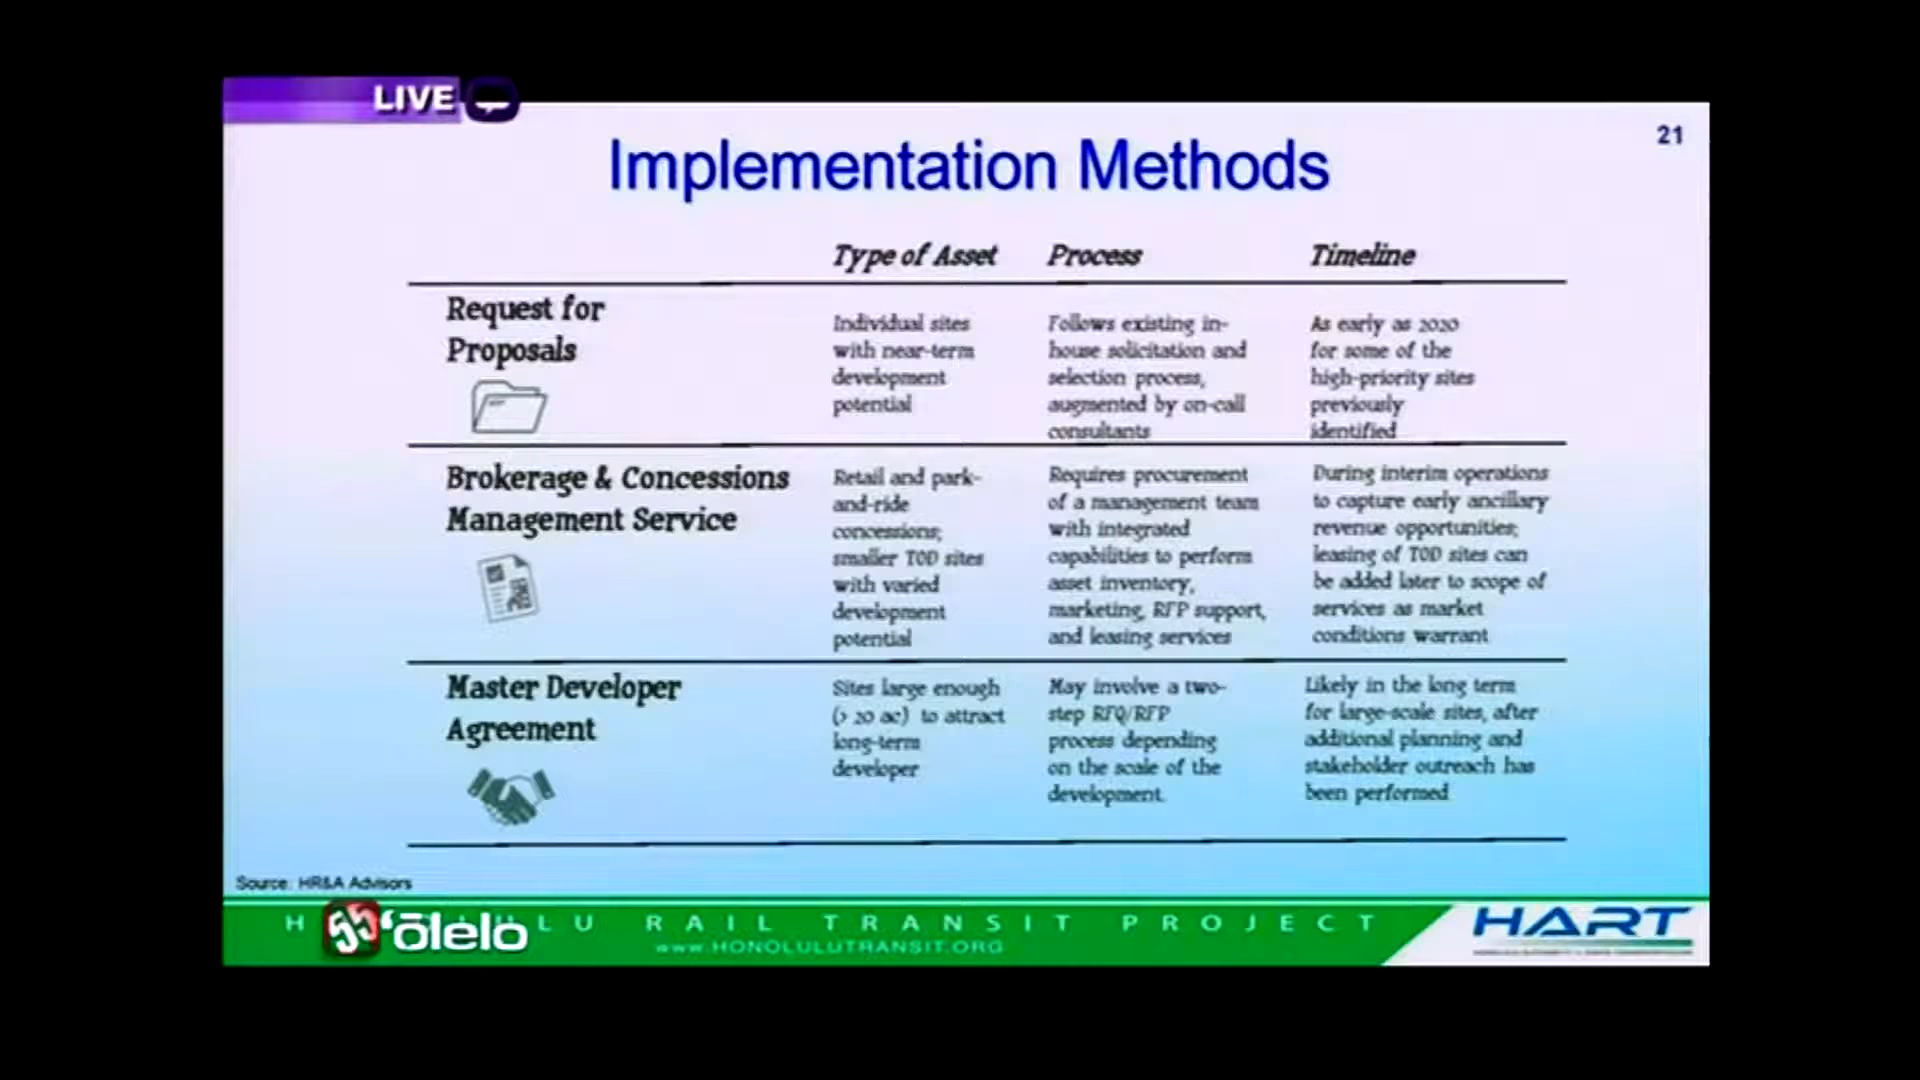 LIVE
21
Implementation Methods
Type of Asset Process Timeline
Request for
Proposals
Individual sites
with near-term
development
potential
Follows existing in-
house solicitation and
selection process,
augmented by on-call
consultants
As early as 2020
for some of the
high-priority sites
previously
identified
Brokerage & Concessions
Management Service
Retail and park-
and-ride
concessions;
smaller TOD sites
with varied
development
potential
Requires procurement
of a management team
with integrated
capabilities to perform
asset inventory,
marketing, RFP support,
and leasing services
During interim operations
to capture early ancillary
revenue opportunities;
leasing of TOD sites can
be added later to scope of
services as market
conditions warrant
Master Developer
Agreement
Sites large enough
(> 20 ac) to attract
long-term
developer
May involve a two-
step RFQ/RFP
process depending
on the scale of the
development.
Likely in the long term
for large-scale sites, after
additional planning and
stakeholder outreach has
been performed
Source: HR&A Advisors
H LULU RAIL TRANSIT PROJECT
www.HONOLULUTRANSIT.ORG
55 'ōlelo
HART